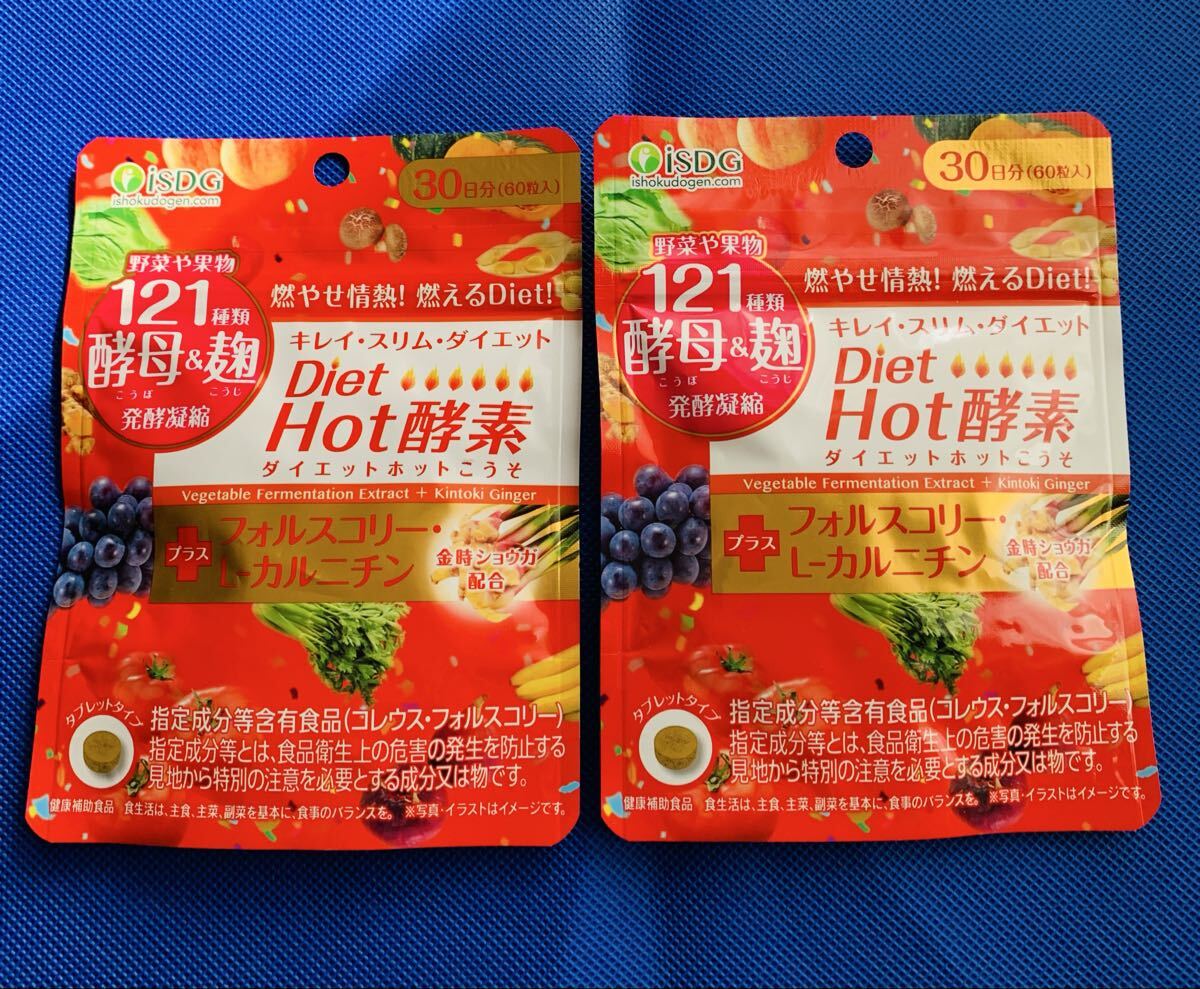 iSDG
ishokudogen.com
30日分(60粒入)
野菜や果物
121種類
酵母&麹
こうぼ こうじ
発酵凝縮
燃やせ情熱! 燃えるDiet!
キレイ・スリム・ダイエット
Diet
Hot酵素
ダイエットホットこうそ
Vegetable Fermentation Extract + Kintoki Ginger
プラス
フォルスコリー・
L-カルニチン
金時ショウガ
配合
タブレットタイプ
指定成分等含有食品(コレウス・フォルスコリー)
指定成分等とは、食品衛生上の危害の発生を防止する
見地から特別の注意を必要とする成分又は物です。
健康補助食品 食生活は、主食、主菜、副菜を基本に、食事のバランスを。 ※写真・イラストはイメージです。
iSDG
ishokudogen.com
30日分(60粒入)
野菜や果物
121種類
酵母&麹
こうぼ こうじ
発酵凝縮
燃やせ情熱! 燃えるDiet!
キレイ・スリム・ダイエット
Diet
Hot酵素
ダイエットホットこうそ
Vegetable Fermentation Extract + Kintoki Ginger
プラス
フォルスコリー・
L-カルニチン
金時ショウガ
配合
タブレットタイプ
指定成分等含有食品(コレウス・フォルスコリー)
指定成分等とは、食品衛生上の危害の発生を防止する
見地から特別の注意を必要とする成分又は物です。
健康補助食品 食生活は、主食、主菜、副菜を基本に、食事のバランスを。 ※写真・イラストはイメージです。